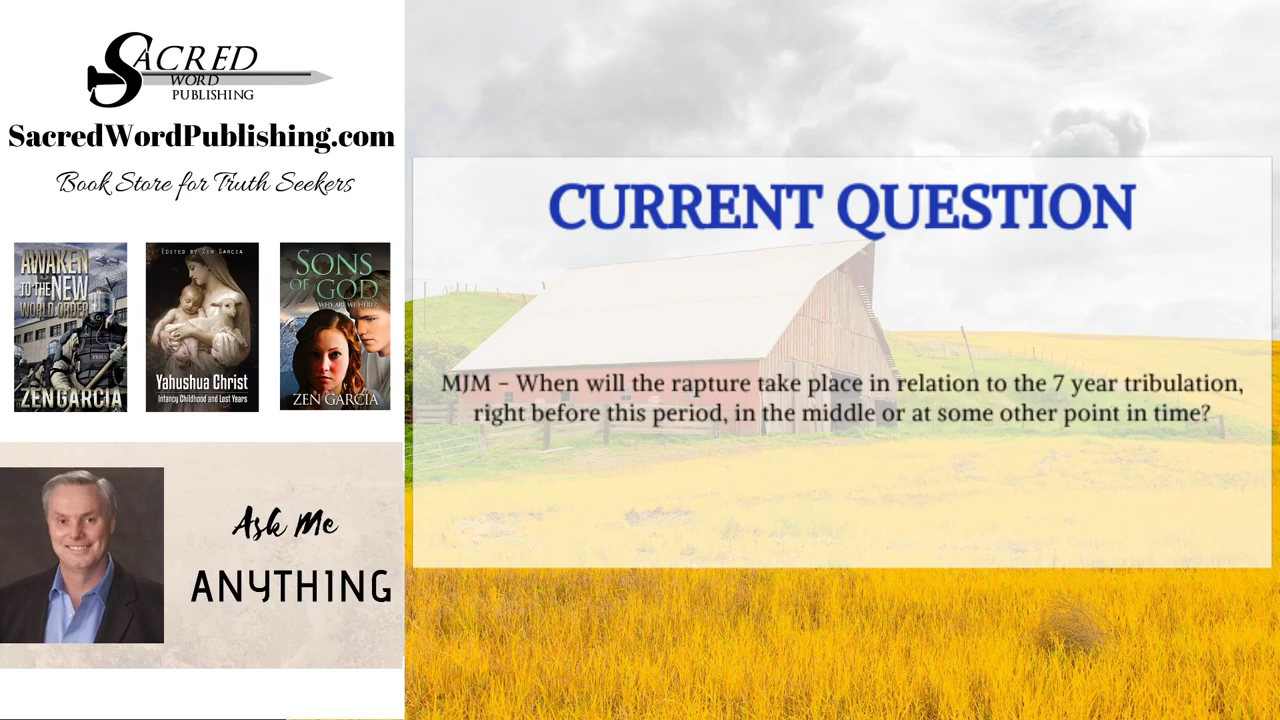 SACRED
WORD
PUBLISHING
SacredWordPublishing.com
Book Store for Truth Seekers
AWAKEN
TO THE NEW
WORLD ORDER
ZEN GARCIA
EDITED BY ZEN GARCIA
Yahushua Christ
Infancy Childhood and Lost Years
SONS
OF GOD
WHY ARE WE HERE?
ZEN GARCIA
Ask Me
ANYTHING
CURRENT QUESTION
MJM – When will the rapture take place in relation to the 7 year tribulation,
right before this period, in the middle or at some other point in time?